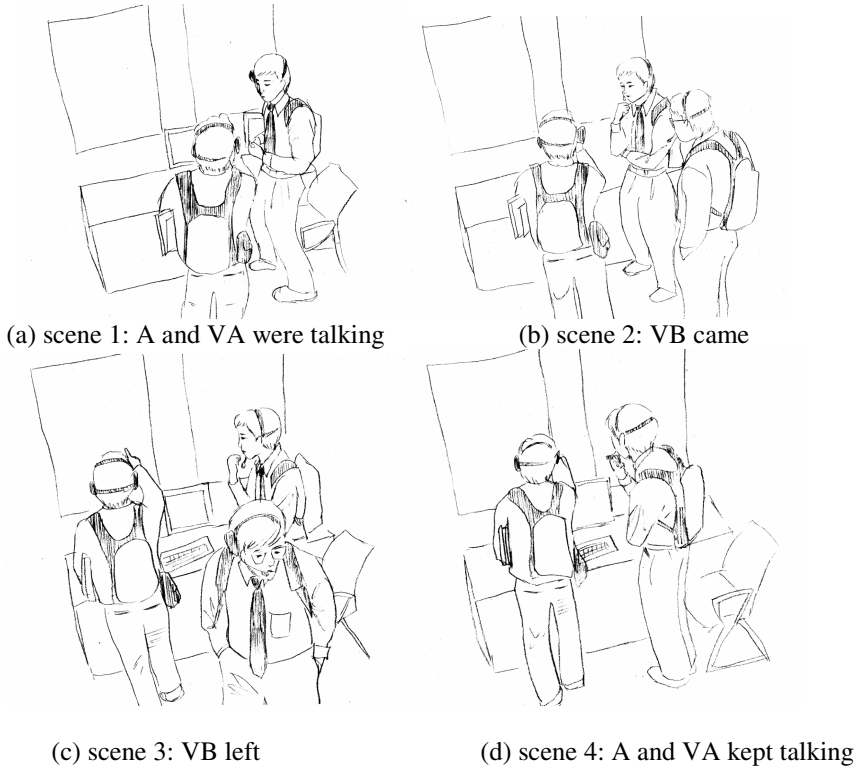 (a) scene 1: A and VA were talking
(b) scene 2: VB came
(c) scene 3: VB left
(d) scene 4: A and VA kept talking